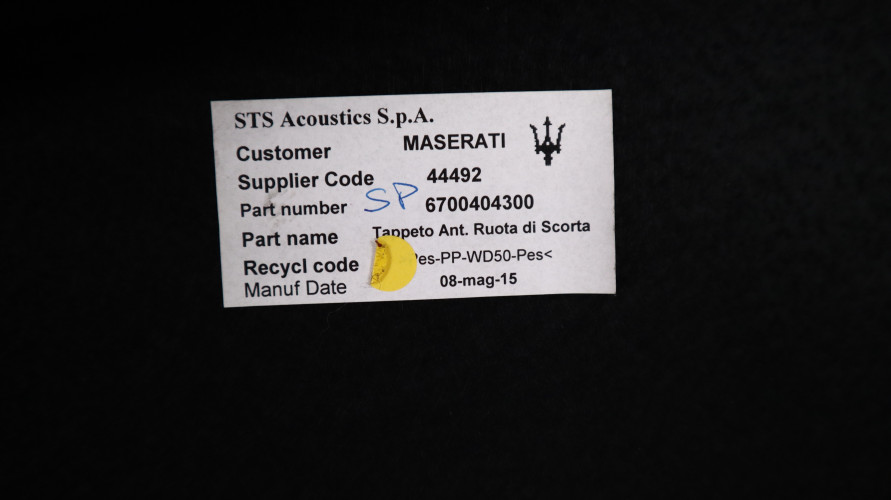 STS Acoustics S.p.A.
Customer MASERATI
Supplier Code 44492
Part number SP 6700404300
Part name Tappeto Ant. Ruota di Scorta
Recycl code es-PP-WD50-Pes<
Manuf Date 08-mag-15